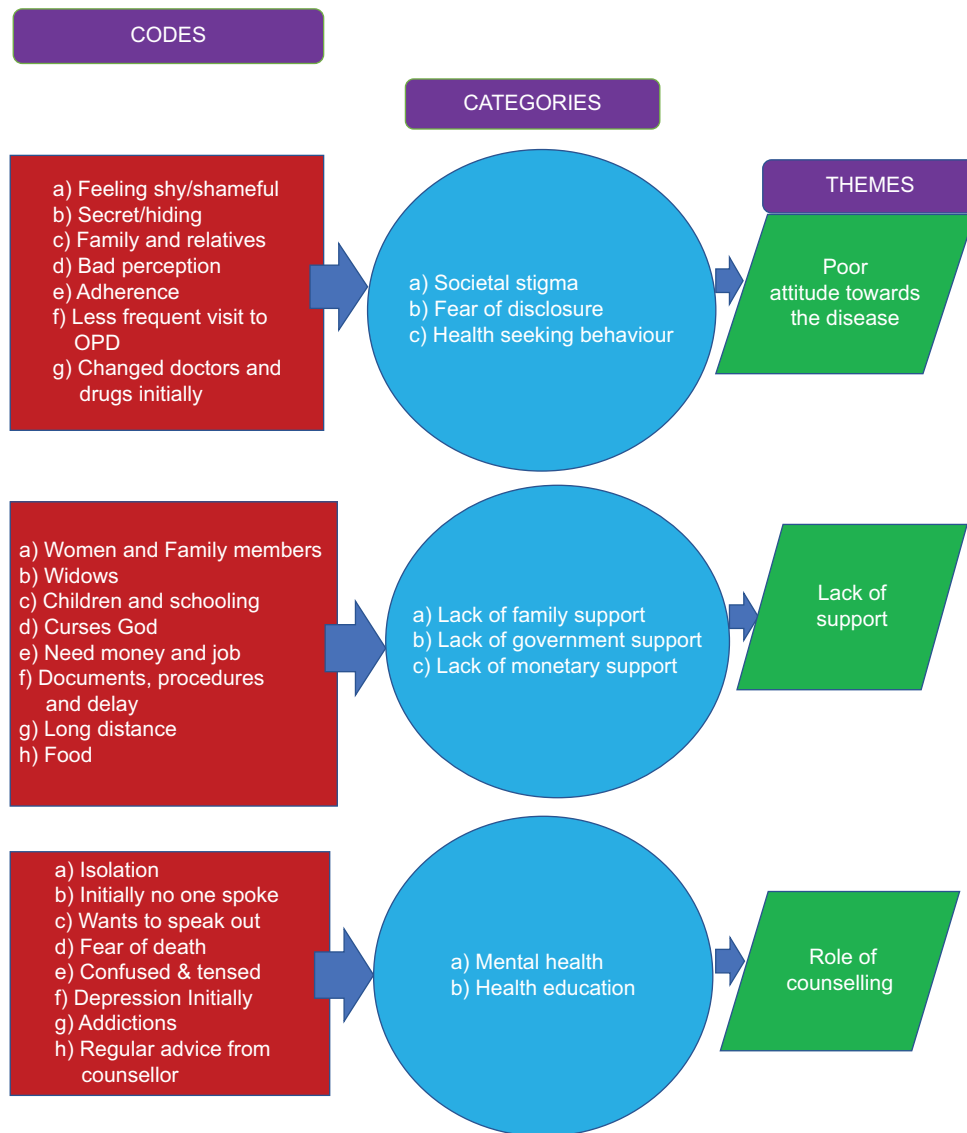 CODES
CATEGORIES
THEMES
a) Feeling shy/shameful
b) Secret/hiding
c) Family and relatives
d) Bad perception
e) Adherence
f) Less frequent visit to
OPD
g) Changed doctors and
drugs initially
a) Societal stigma
b) Fear of disclosure
c) Health seeking behaviour
Poor
attitude towards
the disease
a) Women and Family members
b) Widows
c) Children and schooling
d) Curses God
e) Need money and job
f) Documents, procedures
and delay
g) Long distance
h) Food
a) Lack of family support
b) Lack of government support
c) Lack of monetary support
Lack of
support
a) Isolation
b) Initially no one spoke
c) Wants to speak out
d) Fear of death
e) Confused & tensed
f) Depression Initially
g) Addictions
h) Regular advice from
counsellor
a) Mental health
b) Health education
Role of
counselling